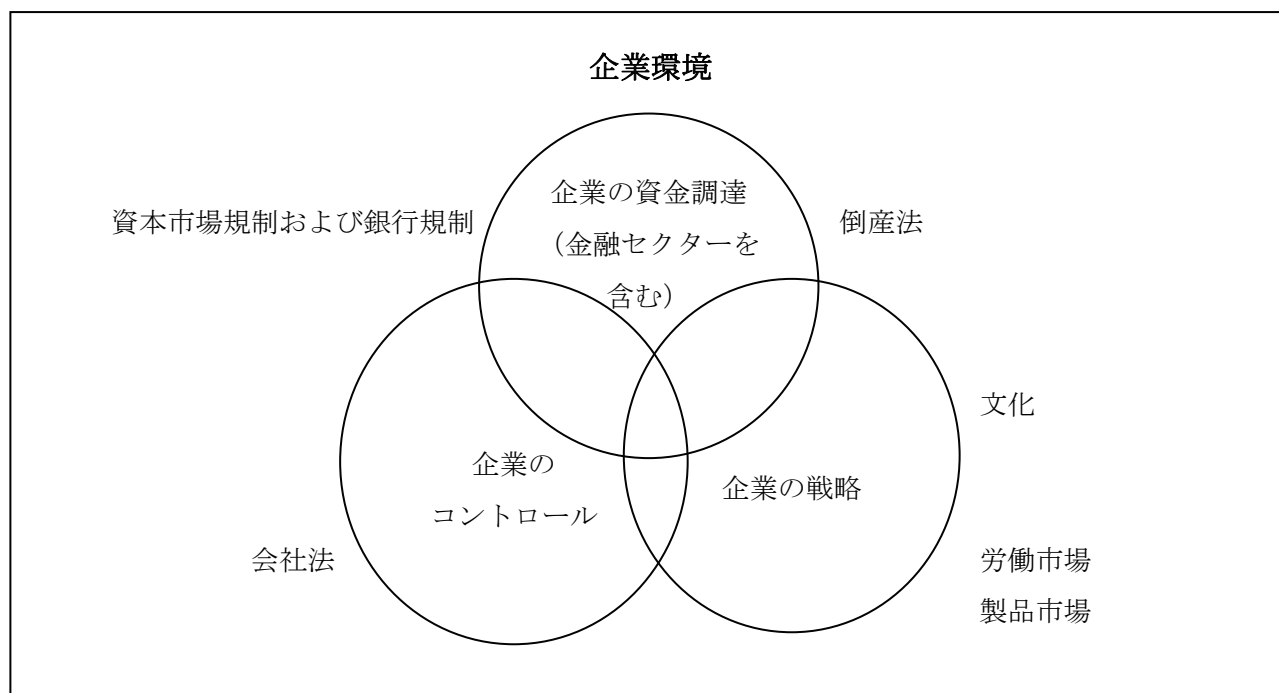 企業環境
企業の資金調達
（金融セクターを
含む）
資本市場規制および銀行規制
倒産法
文化
企業の
コントロール
企業の戦略
会社法
労働市場
製品市場